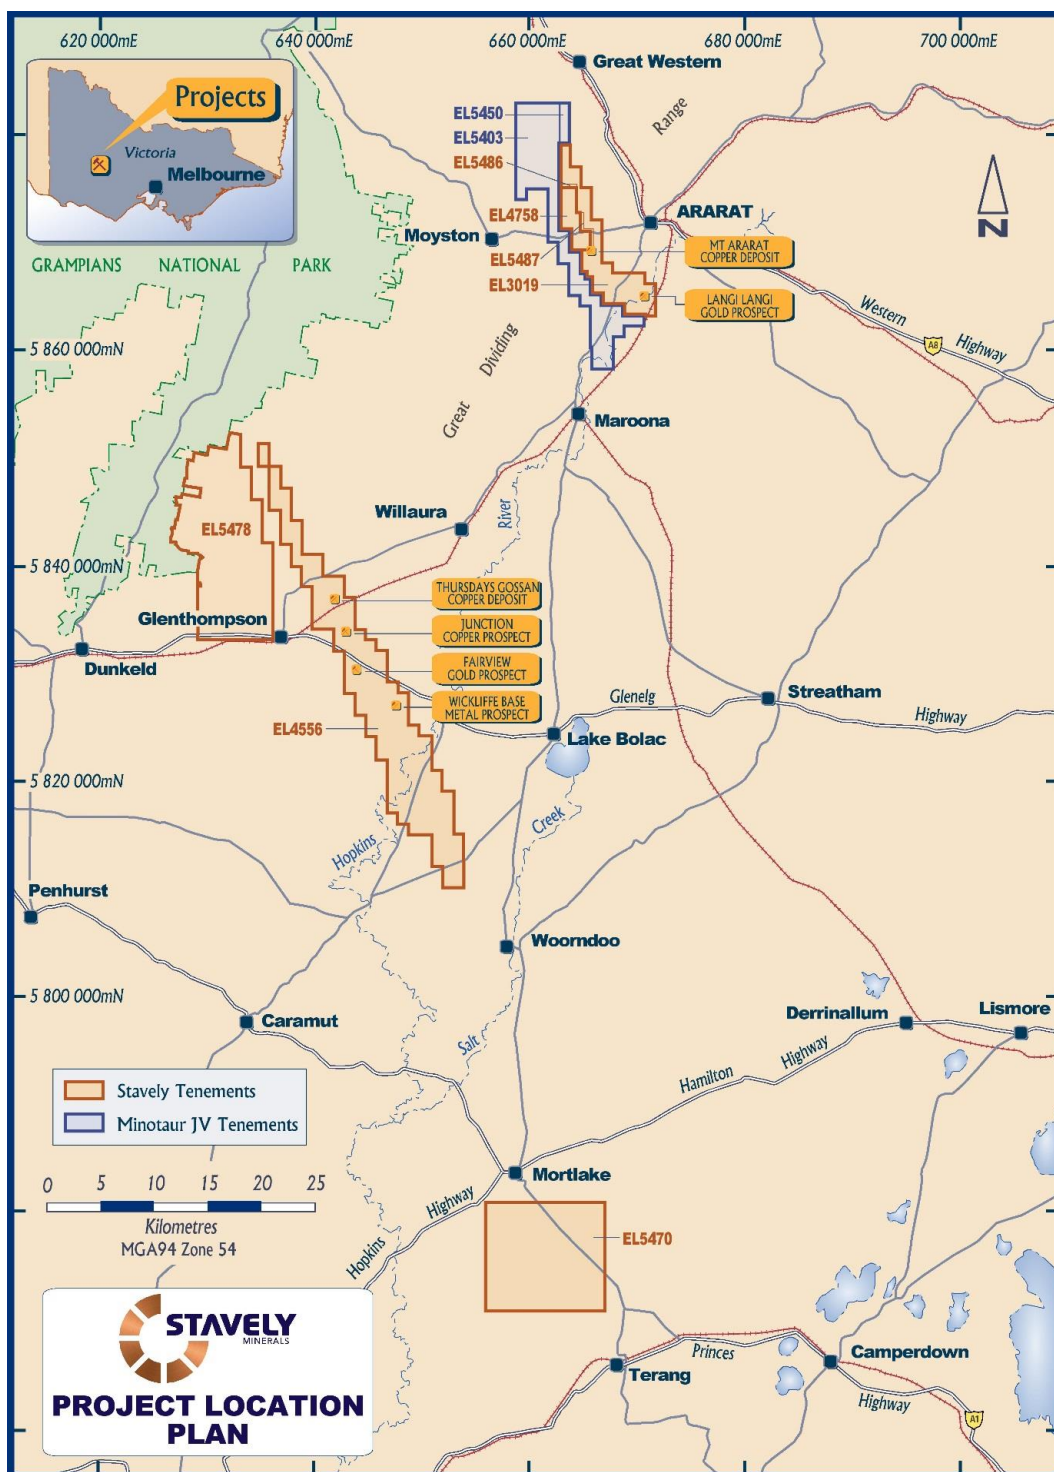 620 000mE
640 000mE
660 000mE
680 000mE
700 000mE
Projects
Victoria
Melbourne
GRAMPIANS NATIONAL PARK
Great Western
EL5450
EL5403
EL5486
EL4758
EL5487
EL3019
Moyston
ARARAT
MT ARARAT
COPPER DEPOSIT
LANGI LANGI
GOLD PROSPECT
Great Dividing Range
N
Western Highway
A8
5 860 000mN
Maroona
Willaura
River
EL5478
5 840 000mN
Glenthompson
Dunkeld
THURSDAYS GOSSAN
COPPER DEPOSIT
JUNCTION
COPPER PROSPECT
FAIRVIEW
GOLD PROSPECT
WICKLIFFE BASE
METAL PROSPECT
EL4556
Glenelg Highway
Streatham
Lake Bolac
5 820 000mN
Hopkins
Creek
Penhurst
Woorndoo
5 800 000mN
Caramut
Salt
Derrinallum
Lismore
Hamilton Highway
Stavely Tenements
Minotaur JV Tenements
0 5 10 15 20 25
Kilometres
MGA94 Zone 54
Mortlake
Hopkins Highway
EL5470
STAVELY
MINERALS
PROJECT LOCATION
PLAN
Terang
Princes Highway
Camperdown
A1